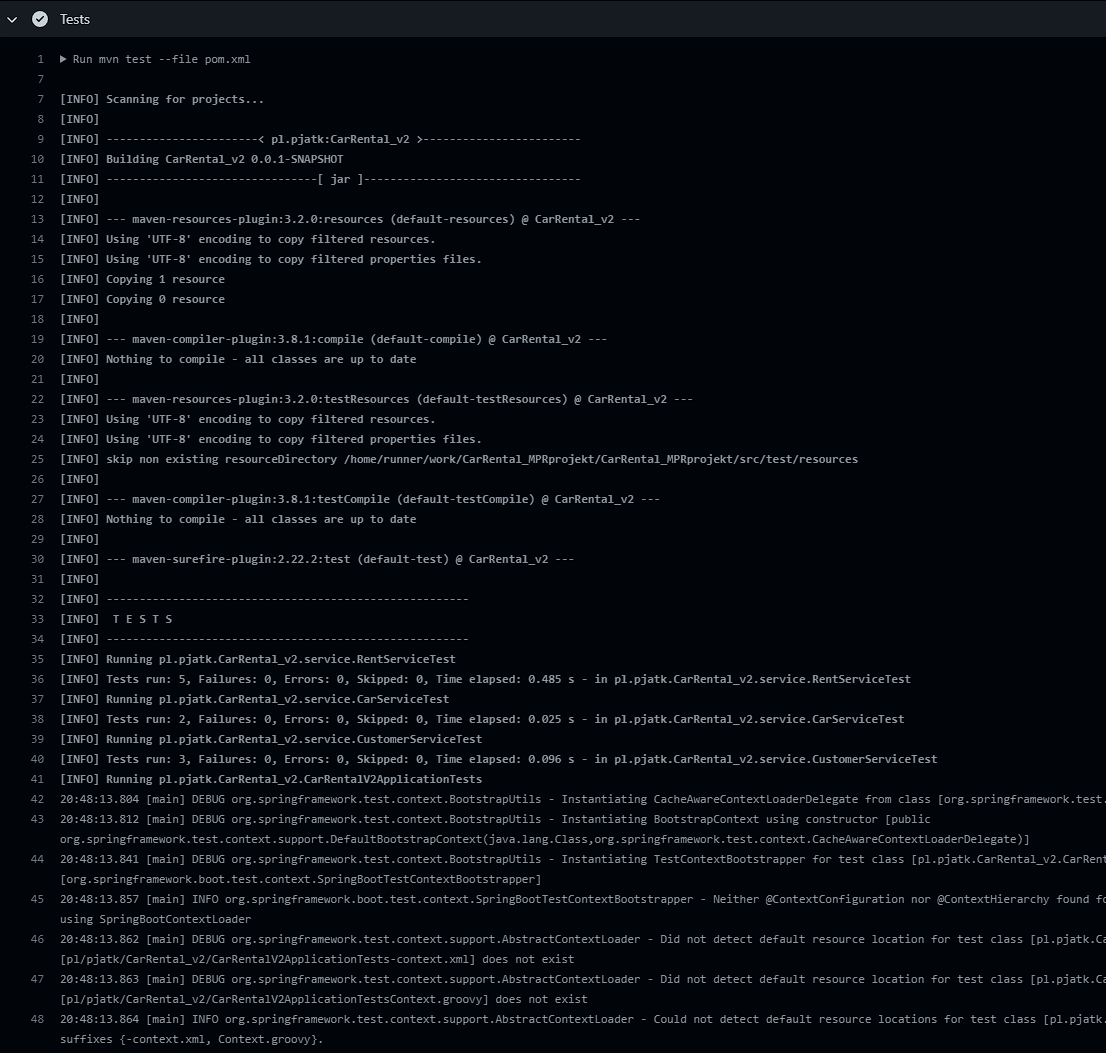 Tests
1 Run mvn test --file pom.xml
7
7 [INFO] Scanning for projects...
8 [INFO]
9 [INFO] -----------------------< pl.pjatk:CarRental_v2 >------------------------
10 [INFO] Building CarRental_v2 0.0.1-SNAPSHOT
11 [INFO] --------------------------------[ jar ]---------------------------------
12 [INFO]
13 [INFO] --- maven-resources-plugin:3.2.0:resources (default-resources) @ CarRental_v2 ---
14 [INFO] Using 'UTF-8' encoding to copy filtered resources.
15 [INFO] Using 'UTF-8' encoding to copy filtered properties files.
16 [INFO] Copying 1 resource
17 [INFO] Copying 0 resource
18 [INFO]
19 [INFO] --- maven-compiler-plugin:3.8.1:compile (default-compile) @ CarRental_v2 ---
20 [INFO] Nothing to compile - all classes are up to date
21 [INFO]
22 [INFO] --- maven-resources-plugin:3.2.0:testResources (default-testResources) @ CarRental_v2 ---
23 [INFO] Using 'UTF-8' encoding to copy filtered resources.
24 [INFO] Using 'UTF-8' encoding to copy filtered properties files.
25 [INFO] skip non existing resourceDirectory /home/runner/work/CarRental_MPRprojekt/CarRental_MPRprojekt/src/test/resources
26 [INFO]
27 [INFO] --- maven-compiler-plugin:3.8.1:testCompile (default-testCompile) @ CarRental_v2 ---
28 [INFO] Nothing to compile - all classes are up to date
29 [INFO]
30 [INFO] --- maven-surefire-plugin:2.22.2:test (default-test) @ CarRental_v2 ---
31 [INFO]
32 [INFO] -------------------------------------------------------
33 [INFO]  T E S T S
34 [INFO] -------------------------------------------------------
35 [INFO] Running pl.pjatk.CarRental_v2.service.RentServiceTest
36 [INFO] Tests run: 5, Failures: 0, Errors: 0, Skipped: 0, Time elapsed: 0.485 s - in pl.pjatk.CarRental_v2.service.RentServiceTest
37 [INFO] Running pl.pjatk.CarRental_v2.service.CarServiceTest
38 [INFO] Tests run: 2, Failures: 0, Errors: 0, Skipped: 0, Time elapsed: 0.025 s - in pl.pjatk.CarRental_v2.service.CarServiceTest
39 [INFO] Running pl.pjatk.CarRental_v2.service.CustomerServiceTest
40 [INFO] Tests run: 3, Failures: 0, Errors: 0, Skipped: 0, Time elapsed: 0.096 s - in pl.pjatk.CarRental_v2.service.CustomerServiceTest
41 [INFO] Running pl.pjatk.CarRental_v2.CarRentalV2ApplicationTests
42 20:48:13.804 [main] DEBUG org.springframework.test.context.BootstrapUtils - Instantiating CacheAwareContextLoaderDelegate from class [org.springframework.test.
43 20:48:13.812 [main] DEBUG org.springframework.test.context.BootstrapUtils - Instantiating BootstrapContext using constructor [public
org.springframework.test.context.support.DefaultBootstrapContext(java.lang.Class,org.springframework.test.context.CacheAwareContextLoaderDelegate)]
44 20:48:13.841 [main] DEBUG org.springframework.test.context.BootstrapUtils - Instantiating TestContextBootstrapper for test class [pl.pjatk.CarRental_v2.CarRent
[org.springframework.boot.test.context.SpringBootTestContextBootstrapper]
45 20:48:13.857 [main] INFO org.springframework.boot.test.context.SpringBootTestContextBootstrapper - Neither @ContextConfiguration nor @ContextHierarchy found fo
using SpringBootContextLoader
46 20:48:13.862 [main] DEBUG org.springframework.test.context.support.AbstractContextLoader - Did not detect default resource location for test class [pl.pjatk.Ca
[pl/pjatk/CarRental_v2/CarRentalV2ApplicationTests-context.xml] does not exist
47 20:48:13.863 [main] DEBUG org.springframework.test.context.support.AbstractContextLoader - Did not detect default resource location for test class [pl.pjatk.Ca
[pl/pjatk/CarRental_v2/CarRentalV2ApplicationTestsContext.groovy] does not exist
48 20:48:13.864 [main] INFO org.springframework.test.context.support.AbstractContextLoader - Could not detect default resource locations for test class [pl.pjatk.
suffixes {-context.xml, Context.groovy}.